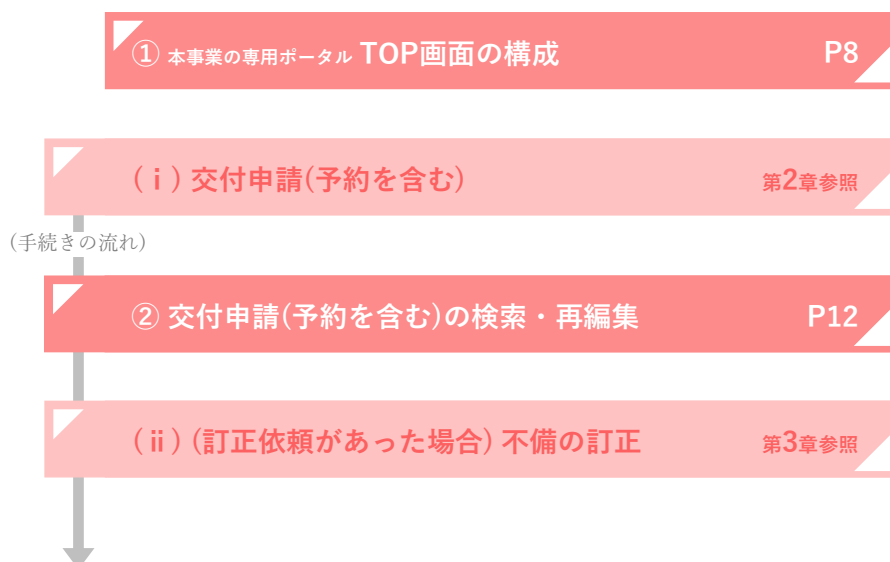 ① 本事業の専用ポータル TOP画面の構成 P8
(ⅰ) 交付申請(予約を含む) 第2章参照
(手続きの流れ)
② 交付申請(予約を含む)の検索・再編集 P12
(ⅱ) (訂正依頼があった場合) 不備の訂正 第3章参照